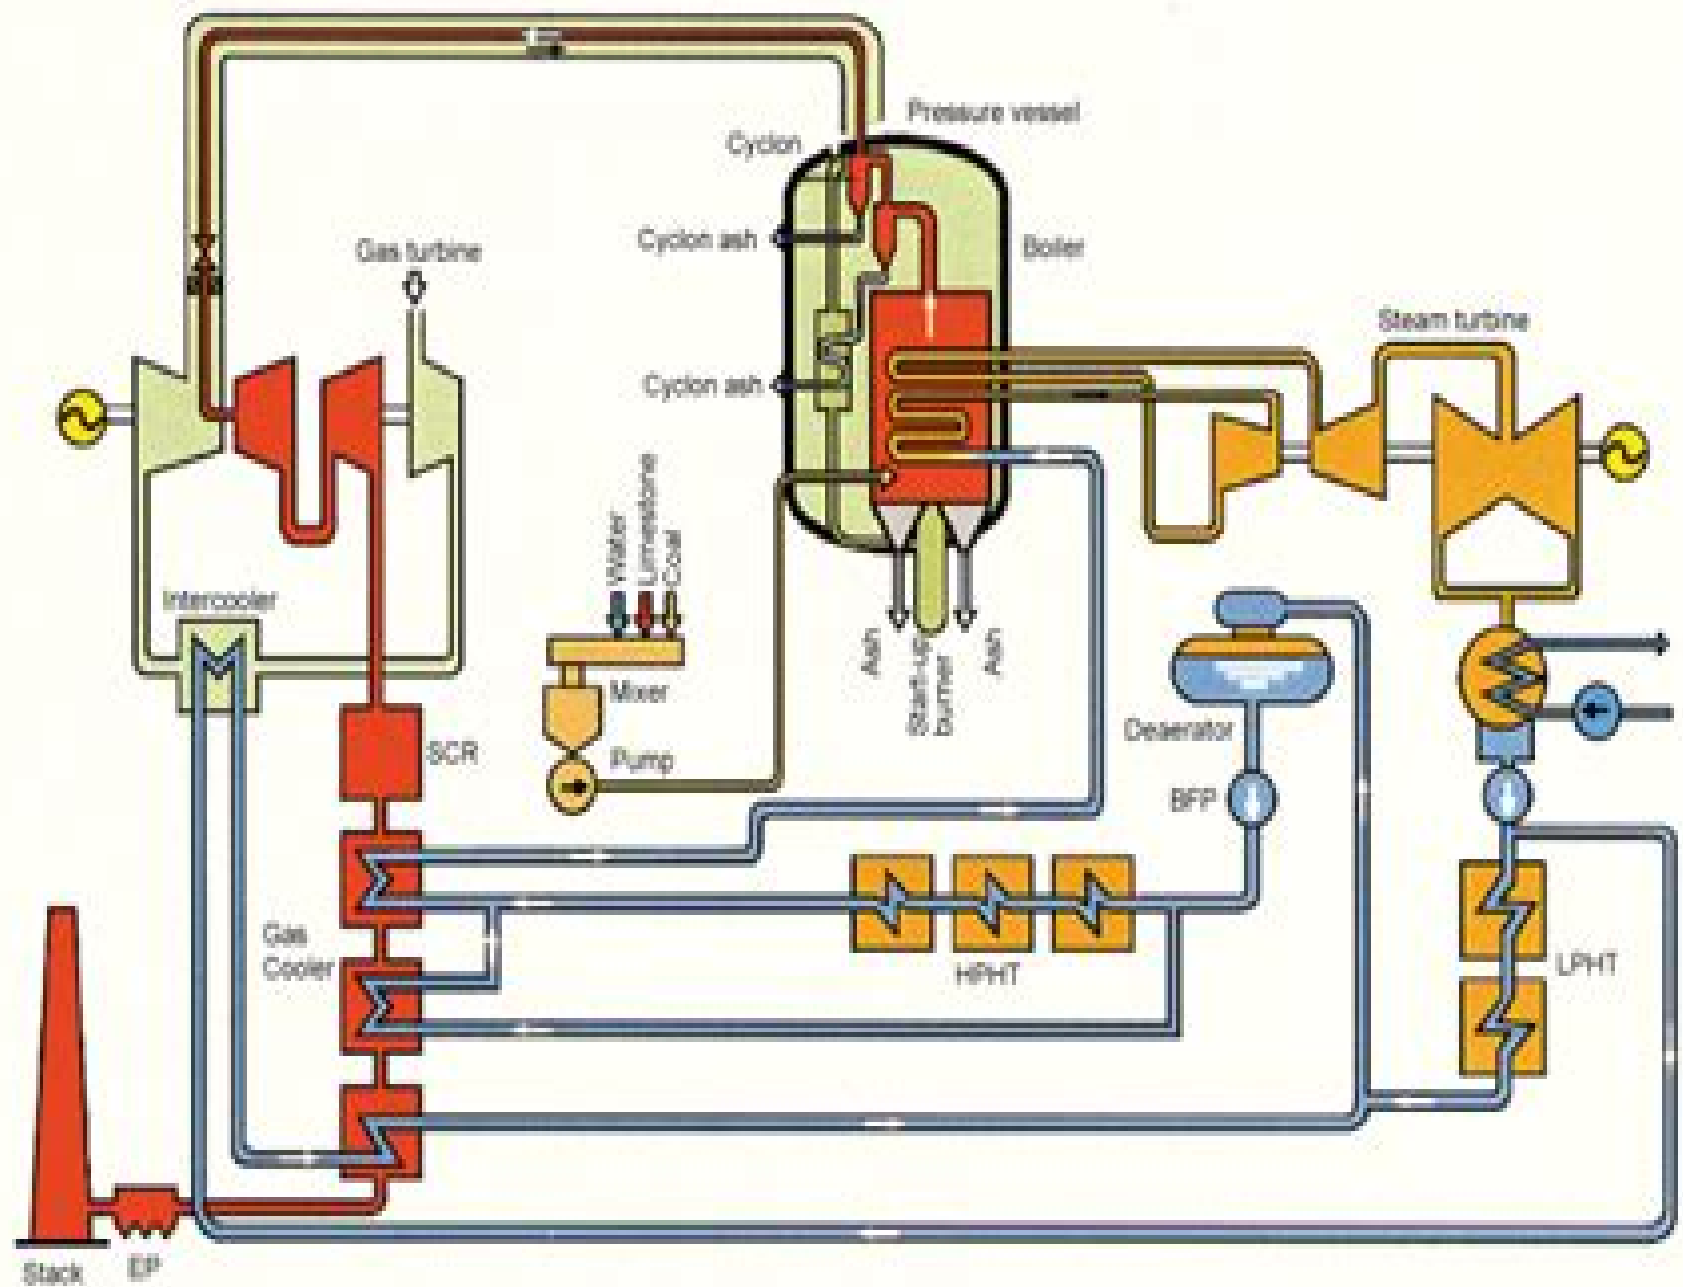 Pressure vessel
Cyclon
Cyclon ash
Boiler
Gas turbine
Steam turbine
Cyclon ash
Water
Limestone
Coal
Intercooler
Ash
Start-up
burner
Ash
Mixer
Deaerator
SCR
Pump
BFP
Gas
Cooler
HPHT
LPHT
Stack
EP